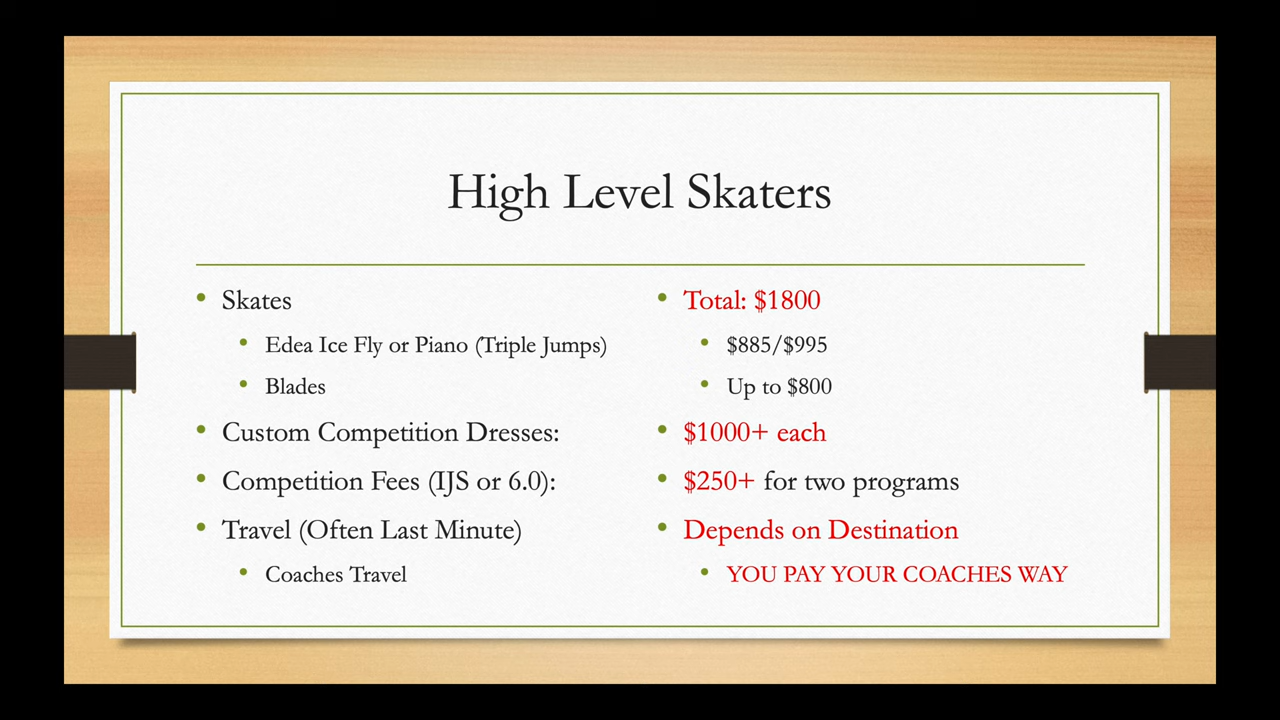 High Level Skaters
• Skates
• Edea Ice Fly or Piano (Triple Jumps)
• Blades
• Custom Competition Dresses:
• Competition Fees (IJS or 6.0):
• Travel (Often Last Minute)
• Coaches Travel
• Total: $1800
• $885/$995
• Up to $800
• $1000+ each
• $250+ for two programs
• Depends on Destination
• YOU PAY YOUR COACHES WAY